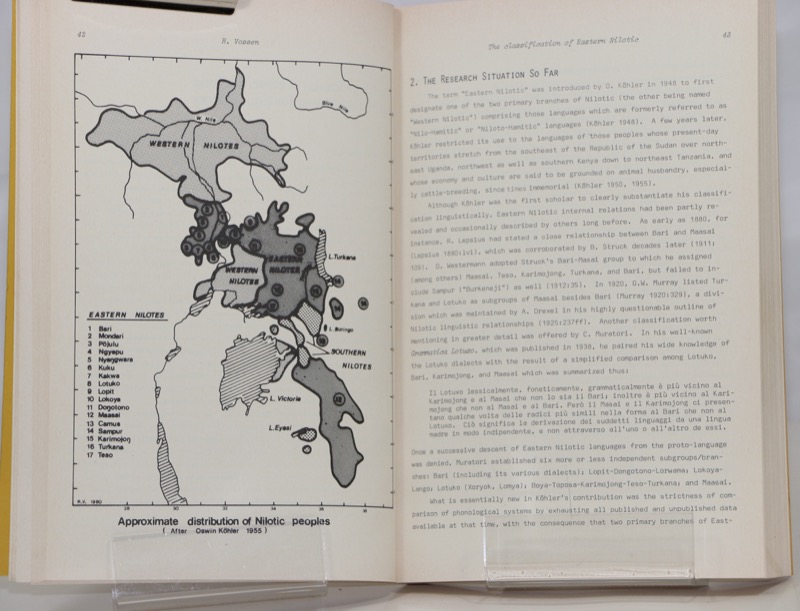 42
R. Vossen
Blue Nile
W. Nile
WESTERN NILOTES
EASTERN NILOTES
WESTERN NILOTES
L. Turkana
L. Baringo
SOUTHERN NILOTES
L. Victoria
L. Eyasi
EASTERN NILOTES
1 Bari
2 Mondari
3 Pöjulu
4 Ngyepu
5 Nyangwara
6 Kuku
7 Kakwa
8 Lotuko
9 Lopit
10 Lokoya
11 Dongotono
12 Maasai
13 Camus
14 Sampur
15 Karimojong
16 Turkana
17 Teso
R.V. 1980
Approximate distribution of Nilotic peoples
( After Oswin Köhler 1955 )
The classification of Eastern Nilotic
43
2. THE RESEARCH SITUATION SO FAR
The term "Eastern Nilotic" was introduced by O. Köhler in 1948 to first
designate one of the two primary branches of Nilotic (the other being named
"Western Nilotic") comprising those languages which are formerly referred to as
"Nilo-Hamitic" or "Niloto-Hamitic" languages (Köhler 1948). A few years later,
Köhler restricted its use to the languages of those peoples whose present-day
territories stretch from the southeast of the Republic of the Sudan over north-
east Uganda, northwest as well as southern Kenya down to northeast Tanzania, and
whose economy and culture are said to be grounded on animal husbandry, especial-
ly cattle-breeding, since times immemorial (Köhler 1950, 1955).
Although Köhler was the first scholar to clearly substantiate his classifi-
cation linguistically, Eastern Nilotic internal relations had been partly re-
vealed and occasionally described by others long before. As early as 1880, for
instance, R. Lepsius had stated a close relationship between Bari and Maasai
(Lepsius 1880:lvi), which was corroborated by B. Struck decades later (1911:
D. Westermann adopted Struck's Bari-Masai group to which he assigned
(among others) Maasai, Teso, Karimojong, Turkana, and Bari, but failed to in-
clude Sampur ("Burkeneji") as well (1912:35). In 1920, G.W. Murray listed Tur-
kana and Lotuko as subgroups of Maasai besides Bari (Murray 1920:329), a divi-
sion which was maintained by A. Drexel in his highly questionable outline of
Nilotic linguistic relationships (1925:237ff). Another classification worth
mentioning in greater detail was offered by C. Muratori. In his well-known
Grammatica Lotuxo, which was published in 1938, he paired his wide knowledge of
the Lotuko dialects with the result of a simplified comparison among Lotuko,
Bari, Karimojong, and Maasai which was summarized thus:
Il Lotuxo lessicalmente, foneticamente, grammaticalmente è più vicino al
Karimojong e al Masai che non lo sia il Bari; inoltre è più vicino al Kari-
mojong che non al Masai e al Bari. Però il Masai e il Karimojong ci presen-
tano qualche volta delle radici più simili nella forma al Bari che non al
Lotuxo. Ciò significa la derivazione dei suddetti linguaggi da una lingua
madre in modo indipendente, e non attraverso all'uno o all'altro de essi.
Once a successive descent of Eastern Nilotic languages from the proto-language
was denied, Muratori established six more or less independent subgroups/bran-
ches: Bari (including its various dialects); Lopit-Dongotono-Lorwama; Lokoya-
Lango; Lotuko (Koryok, Lomya); Boya-Toposa-Karimojong-Teso-Turkana; and Maasai.
What is essentially new in Köhler's contribution was the strictness of com-
parison of phonological systems by exhausting all published and unpublished data
available at that time, with the consequence that two primary branches of East-